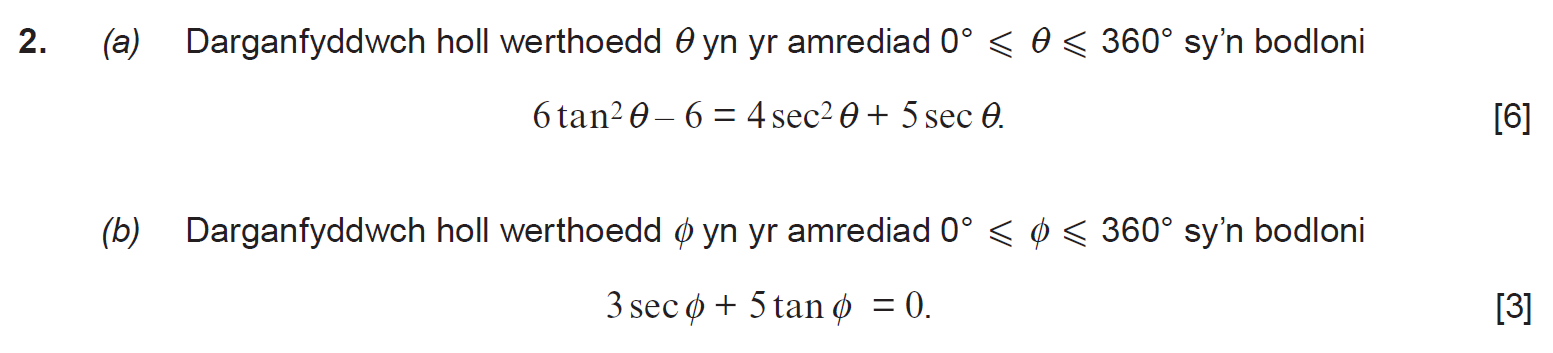 2. (a) Darganfyddwch holl werthoedd θ yn yr amrediad 0° ⩽ θ ⩽ 360° sy’n bodloni
6 tan² θ – 6 = 4 sec² θ + 5 sec θ. [6]
(b) Darganfyddwch holl werthoedd ϕ yn yr amrediad 0° ⩽ ϕ ⩽ 360° sy’n bodloni
3 sec ϕ + 5 tan ϕ = 0. [3]